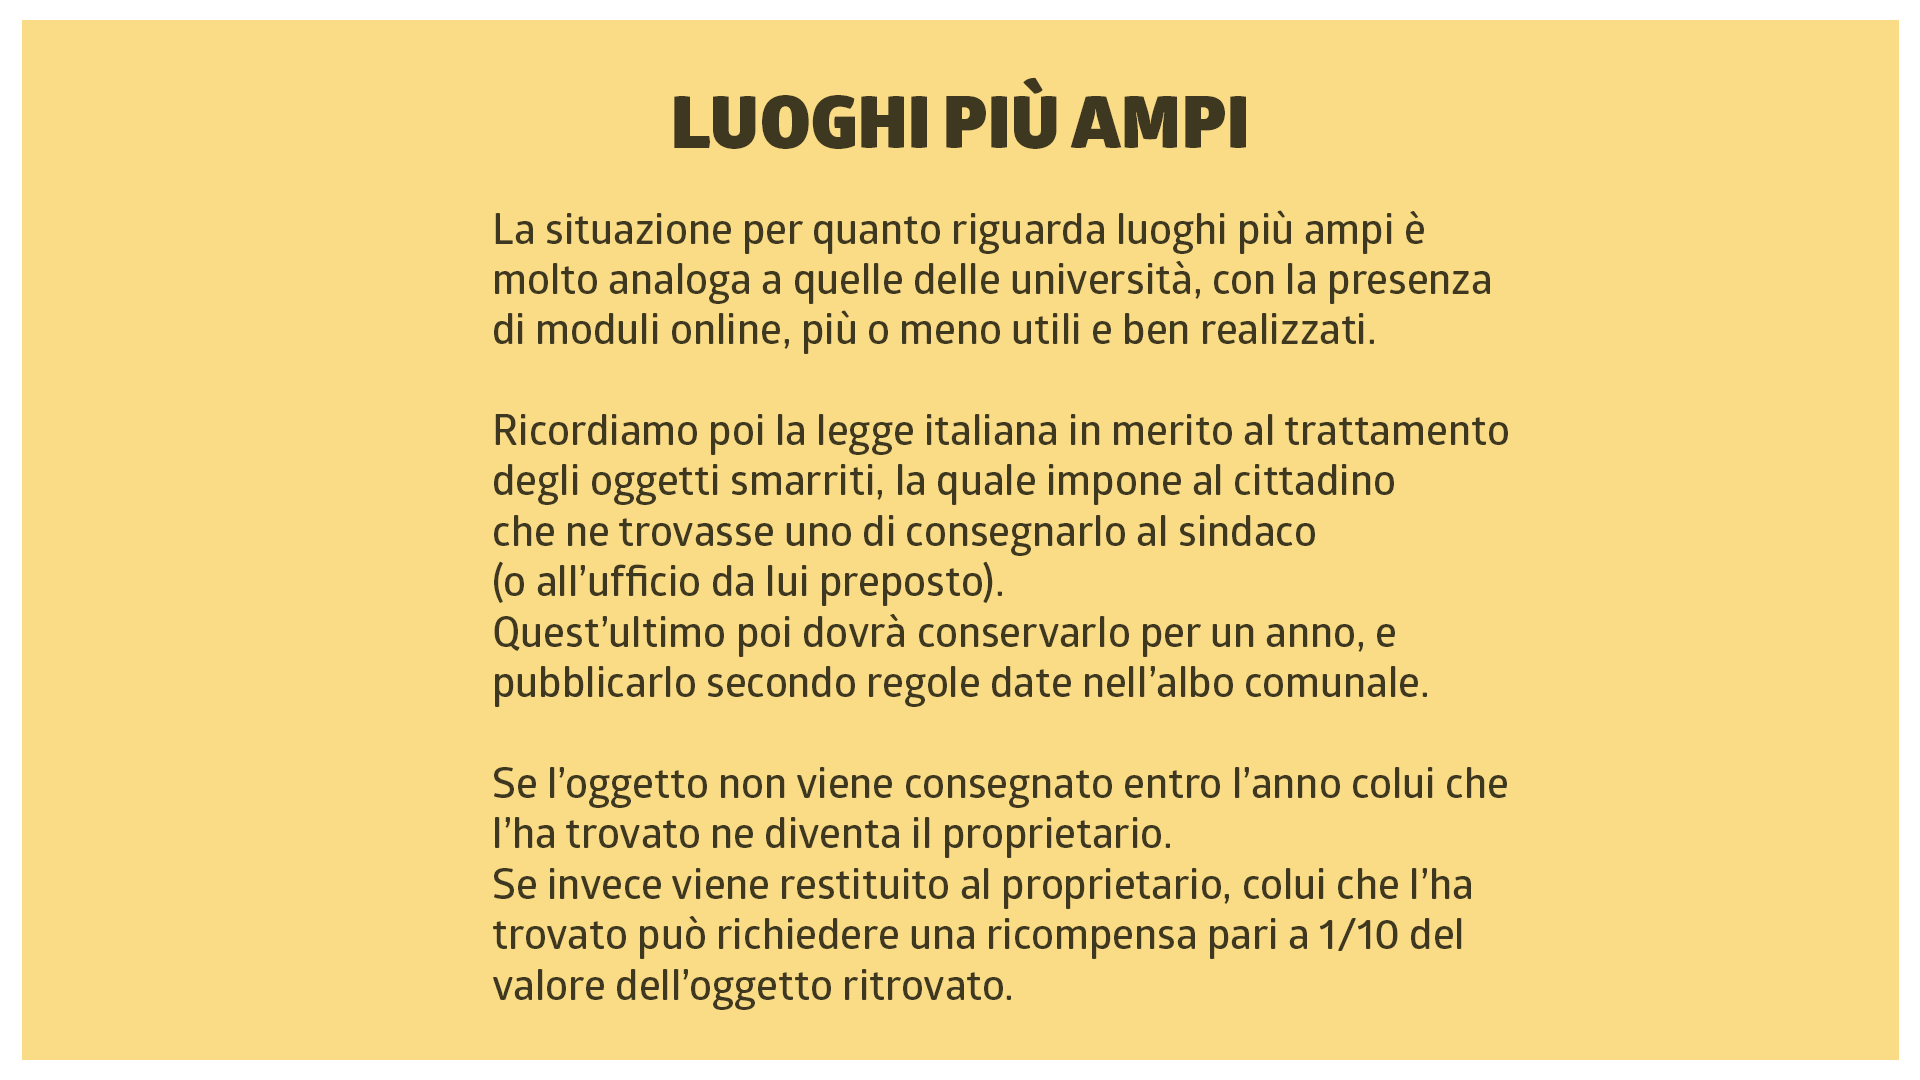 LUOGHI PIÙ AMPI
La situazione per quanto riguarda luoghi più ampi è
molto analoga a quelle delle università, con la presenza
di moduli online, più o meno utili e ben realizzati.
Ricordiamo poi la legge italiana in merito al trattamento
degli oggetti smarriti, la quale impone al cittadino
che ne trovasse uno di consegnarlo al sindaco
(o all’ufficio da lui preposto).
Quest’ultimo poi dovrà conservarlo per un anno, e
pubblicarlo secondo regole date nell’albo comunale.
Se l’oggetto non viene consegnato entro l’anno colui che
l’ha trovato ne diventa il proprietario.
Se invece viene restituito al proprietario, colui che l’ha
trovato può richiedere una ricompensa pari a 1/10 del
valore dell’oggetto ritrovato.